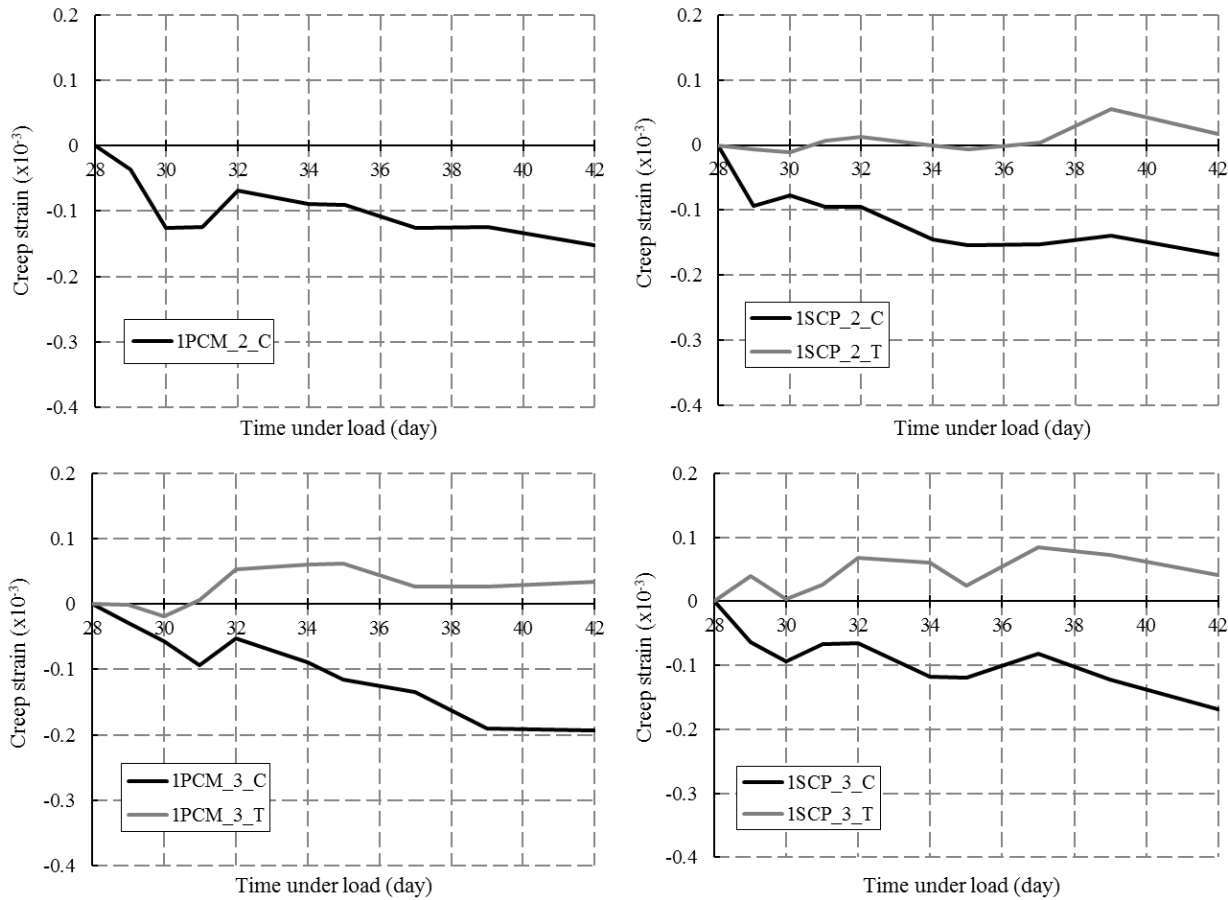 0.2
0.1
0
-0.1
-0.2
-0.3
-0.4
28 30 32 34 36 38 40 42
Creep strain (x10⁻³)
Time under load (day)
1PCM_2_C
0.2
0.1
0
-0.1
-0.2
-0.3
-0.4
28 30 32 34 36 38 40 42
Creep strain (x10⁻³)
Time under load (day)
1SCP_2_C
1SCP_2_T
0.2
0.1
0
-0.1
-0.2
-0.3
-0.4
28 30 32 34 36 38 40 42
Creep strain (x10⁻³)
Time under load (day)
1PCM_3_C
1PCM_3_T
0.2
0.1
0
-0.1
-0.2
-0.3
-0.4
28 30 32 34 36 38 40 42
Creep strain (x10⁻³)
Time under load (day)
1SCP_3_C
1SCP_3_T